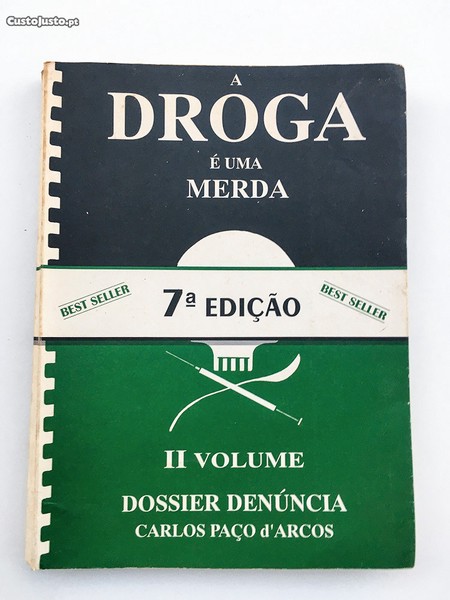 CustoJusto.pt
A
DROGA
É UMA
MERDA
BEST SELLER
7ª EDIÇÃO
BEST SELLER
II VOLUME
DOSSIER DENÚNCIA
CARLOS PAÇO d'ARCOS